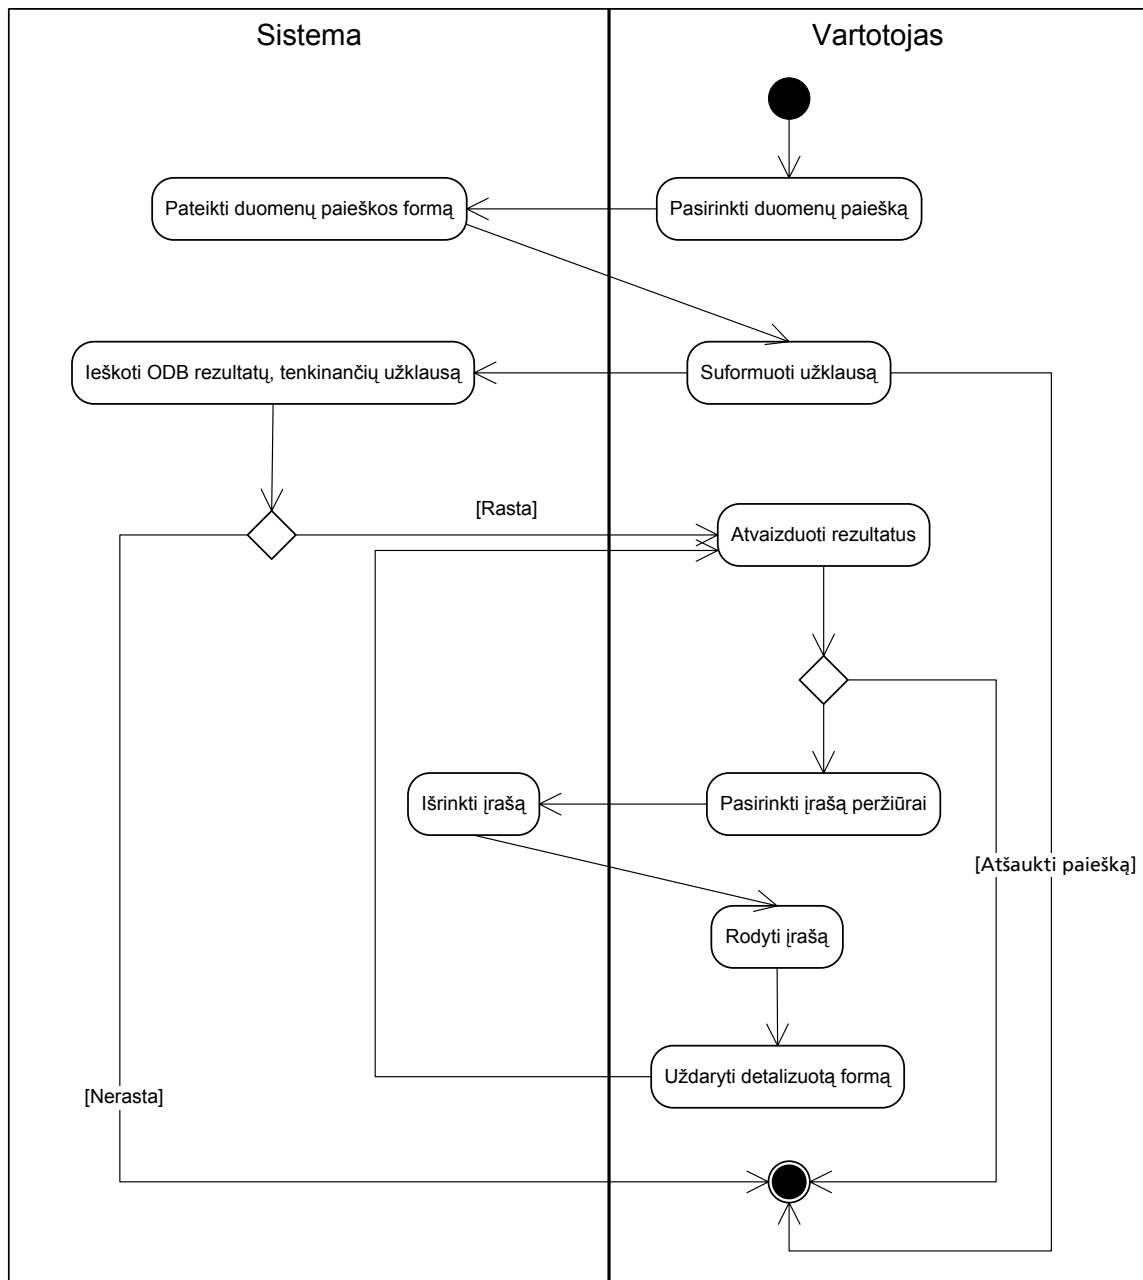 Sistema
Vartotojas
Pateikti duomenų paieškos formą
Pasirinkti duomenų paiešką
Ieškoti ODB rezultatų, tenkinančių užklausą
Suformuoti užklausą
[Rasta]
Atvaizduoti rezultatus
Išrinkti įrašą
Pasirinkti įrašą peržiūrai
[Atšaukti paiešką]
Rodyti įrašą
Uždaryti detalizuotą formą
[Nerasta]